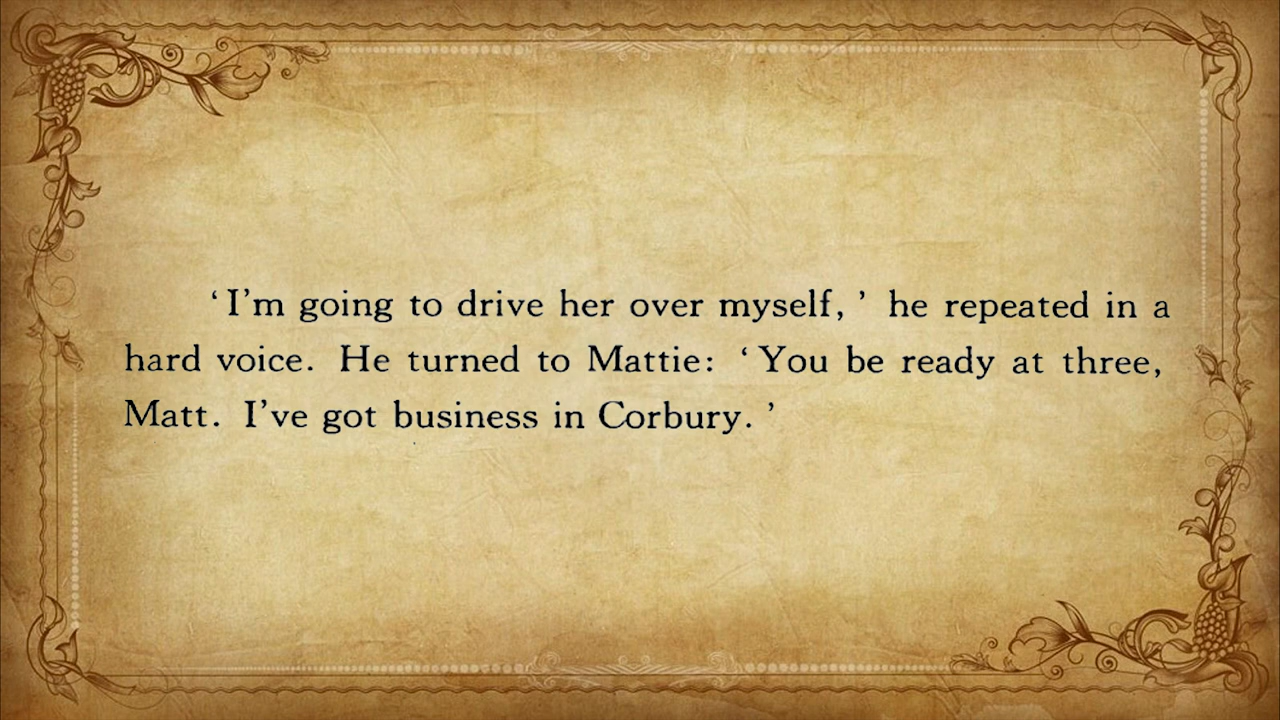 ‘I’m going to drive her over myself,’ he repeated in a
hard voice. He turned to Mattie: ‘You be ready at three,
Matt. I’ve got business in Corbury.’